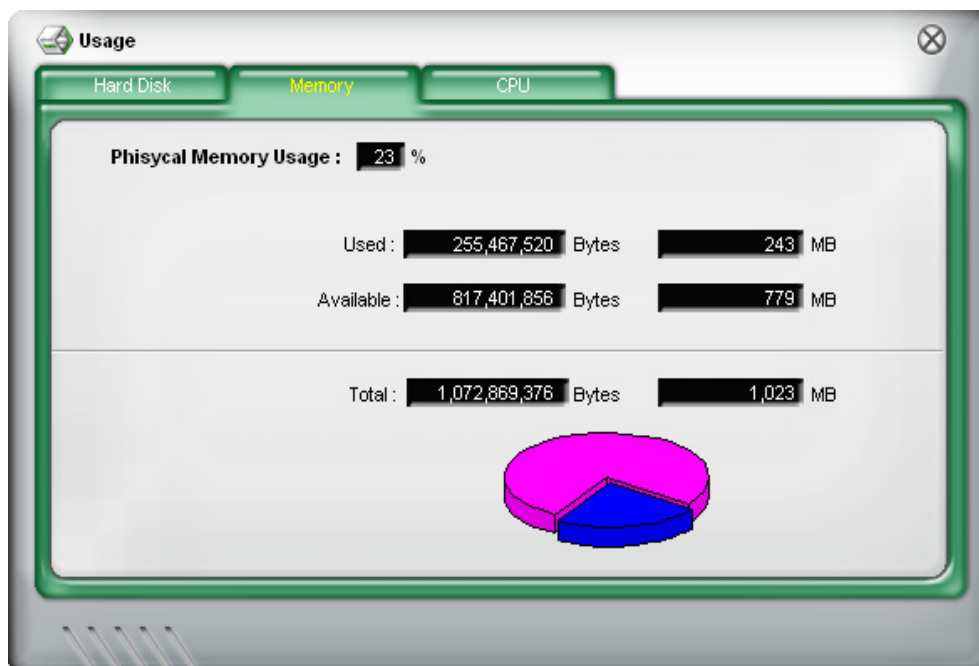 Usage
Hard Disk Memory CPU
Phisycal Memory Usage : 23 %
Used : 255,467,520 Bytes 243 MB
Available : 817,401,856 Bytes 779 MB
Total : 1,072,869,376 Bytes 1,023 MB